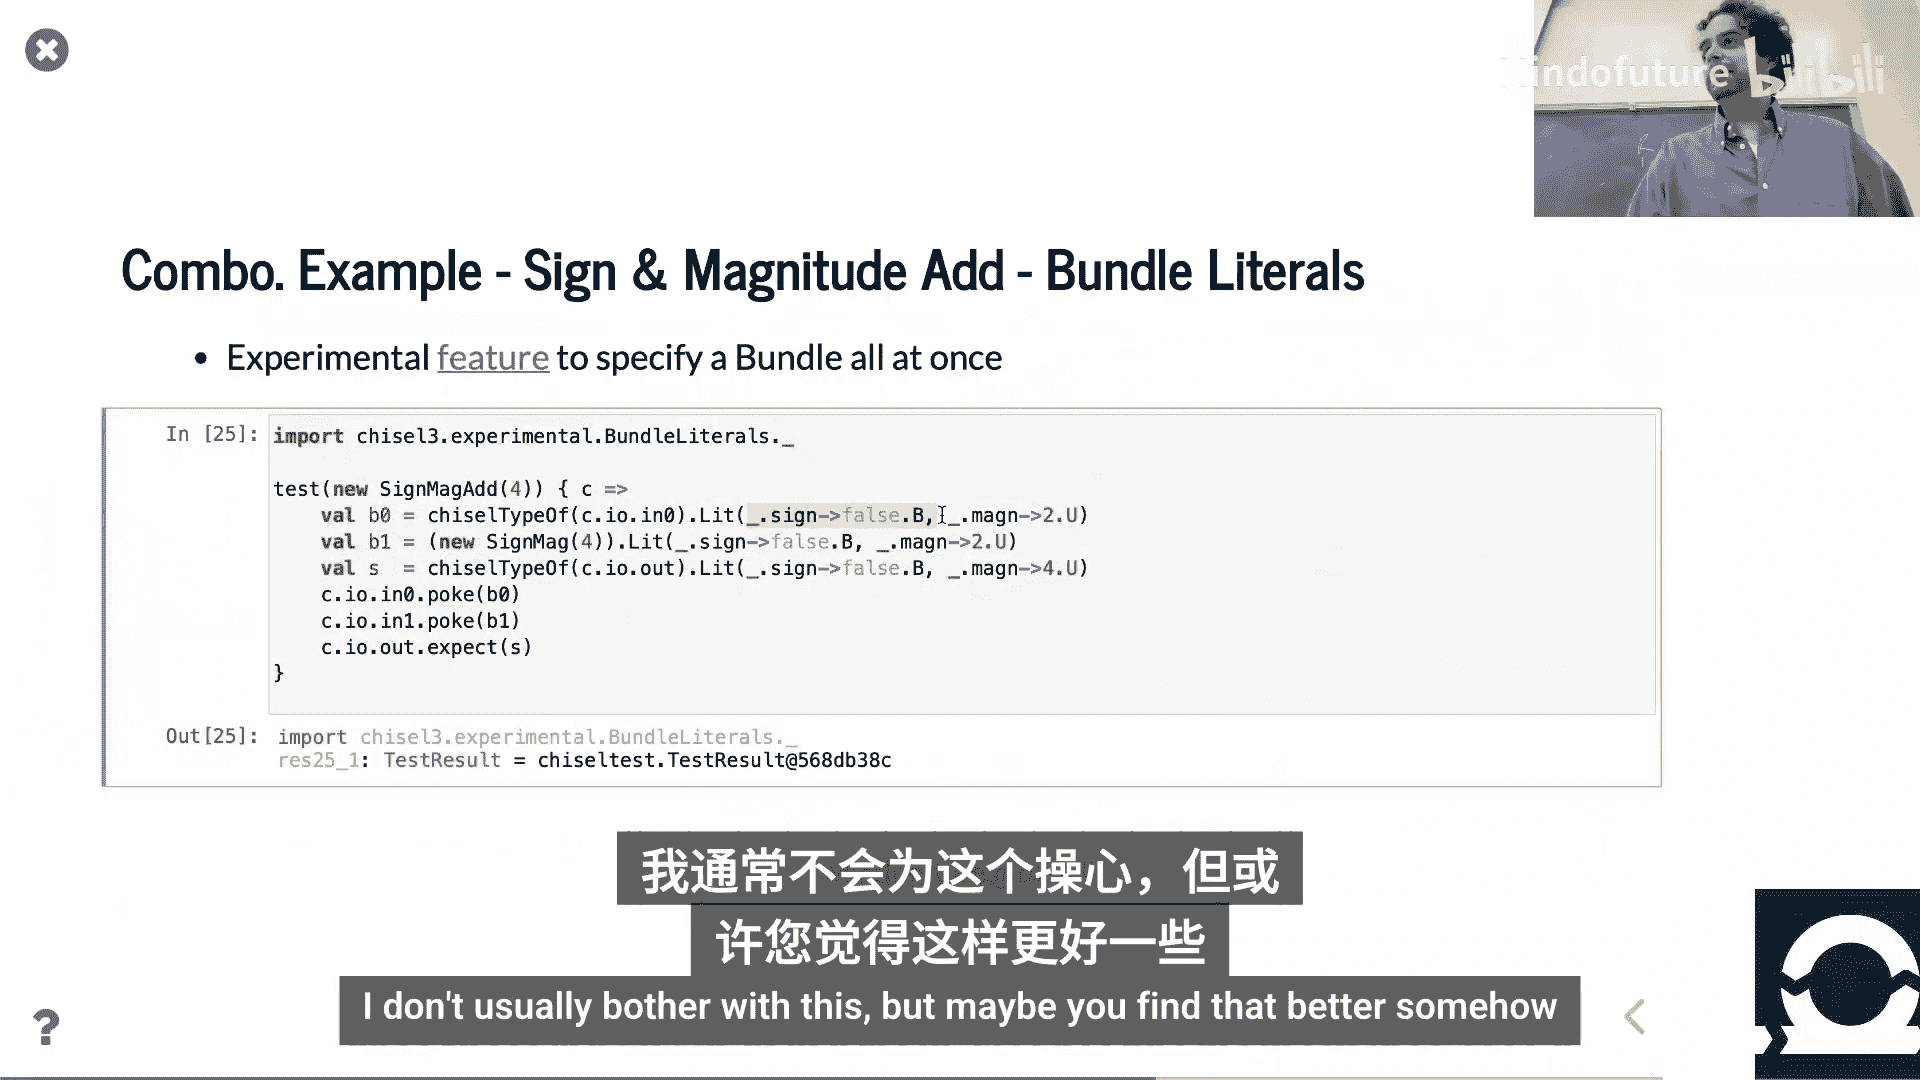 indofuture bilibili
Combo. Example - Sign & Magnitude Add - Bundle Literals
• Experimental feature to specify a Bundle all at once
In [25]: import chisel3.experimental.BundleLiterals._
test(new SignMagAdd(4)) { c =>
val b0 = chiselTypeOf(c.io.in0).Lit(_.sign->false.B, _.magn->2.U)
val b1 = (new SignMag(4)).Lit(_.sign->false.B, _.magn->2.U)
val s = chiselTypeOf(c.io.out).Lit(_.sign->false.B, _.magn->4.U)
c.io.in0.poke(b0)
c.io.in1.poke(b1)
c.io.out.expect(s)
}
Out[25]: import chisel3.experimental.BundleLiterals._
res25_1: TestResult = chiseltest.TestResult@568db38c
我通常不会为这个操心，但或
许您觉得这样更好一些
I don't usually bother with this, but maybe you find that better somehow
?